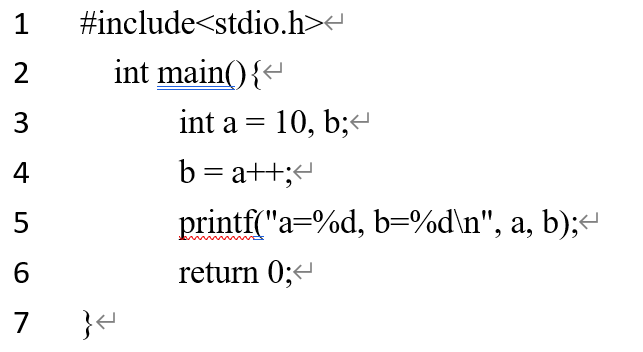 1 #include<stdio.h>↵
2 int main(){↵
3 int a = 10, b;↵
4 b = a++;↵
5 printf("a=%d, b=%d\n", a, b);↵
6 return 0;↵
7 }↵